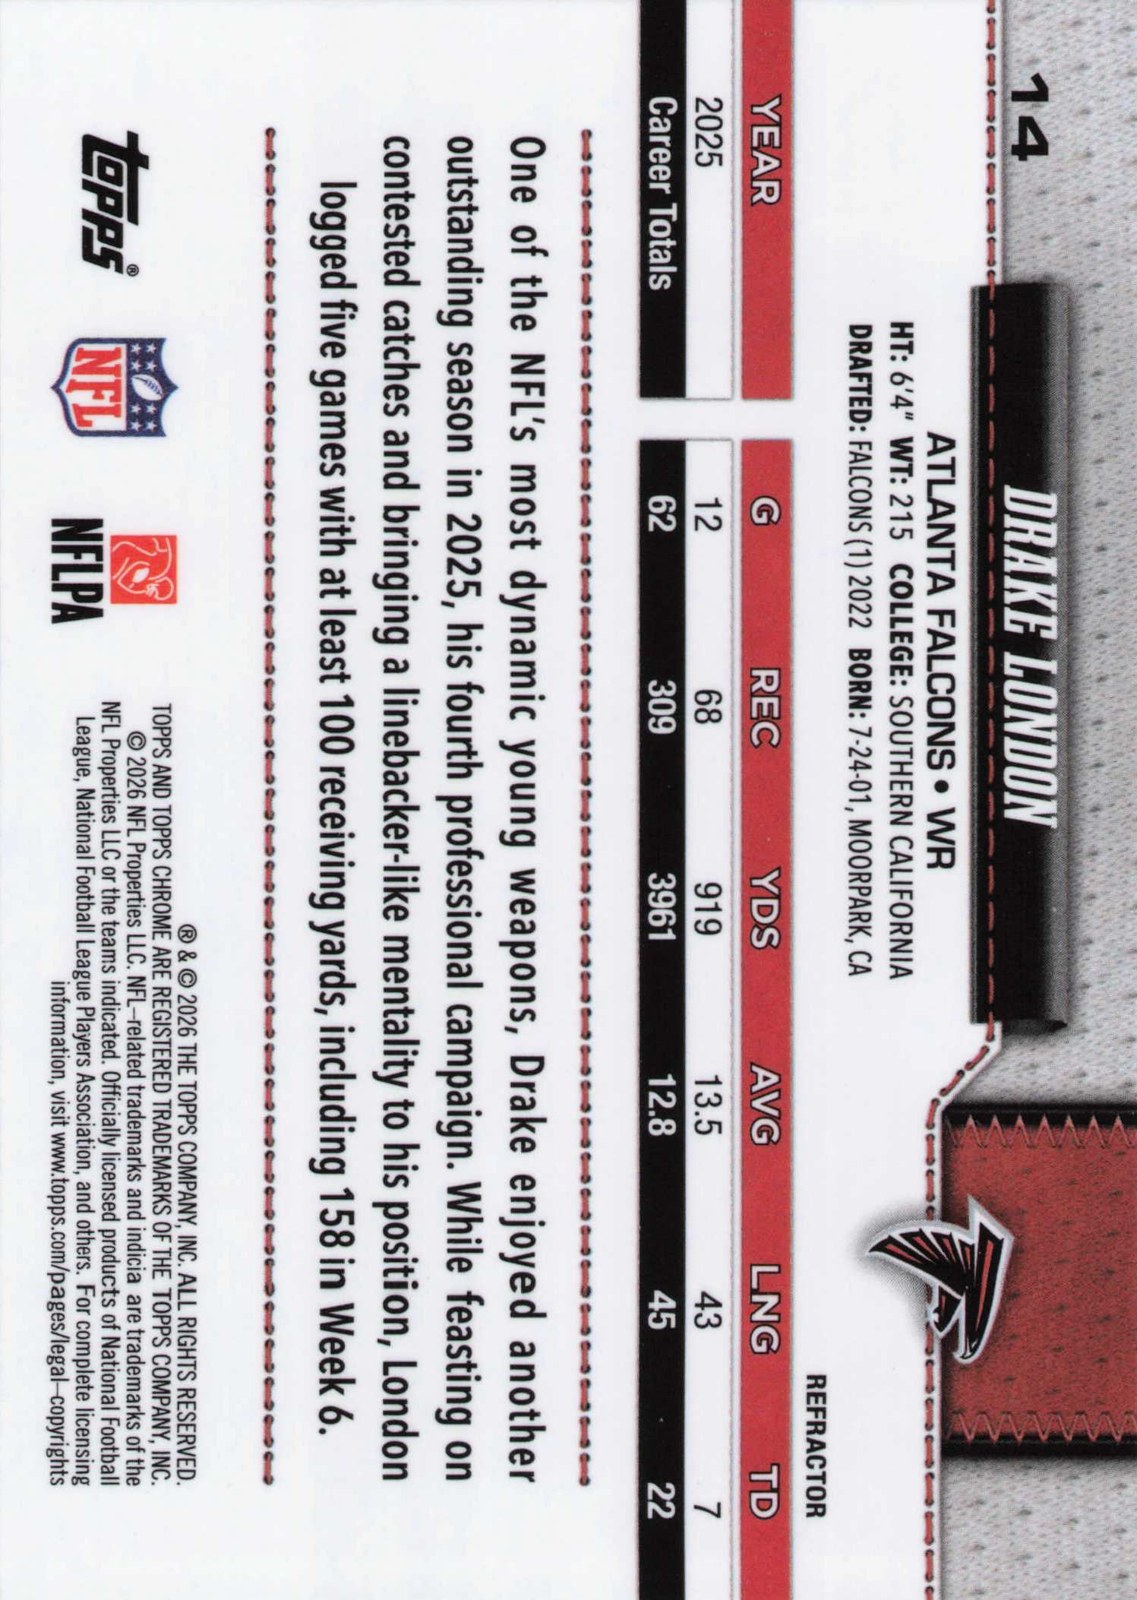 14
DRAKE LONDON
ATLANTA FALCONS • WR
HT: 6'4" WT: 215 COLLEGE: SOUTHERN CALIFORNIA
DRAFTED: FALCONS (1) 2022 BORN: 7-24-01, MOORPARK, CA
REFRACTOR
YEAR G REC YDS AVG LNG TD
2025 12 68 919 13.5 43 7
Career Totals 62 309 3961 12.8 45 22
One of the NFL's most dynamic young weapons, Drake enjoyed another
outstanding season in 2025, his fourth professional campaign. While feasting on
contested catches and bringing a linebacker-like mentality to his position, London
logged five games with at least 100 receiving yards, including 158 in Week 6.
topps®
NFL
NFLPA
® & © 2026 THE TOPPS COMPANY, INC. ALL RIGHTS RESERVED.
TOPPS AND TOPPS CHROME ARE REGISTERED TRADEMARKS OF THE TOPPS COMPANY, INC.
© 2026 NFL Properties LLC. NFL-related trademarks and indicia are trademarks of the
NFL Properties LLC or the teams indicated. Officially licensed products of National Football
League, National Football League Players Association, and others. For complete licensing
information, visit www.topps.com/pages/legal-copyrights